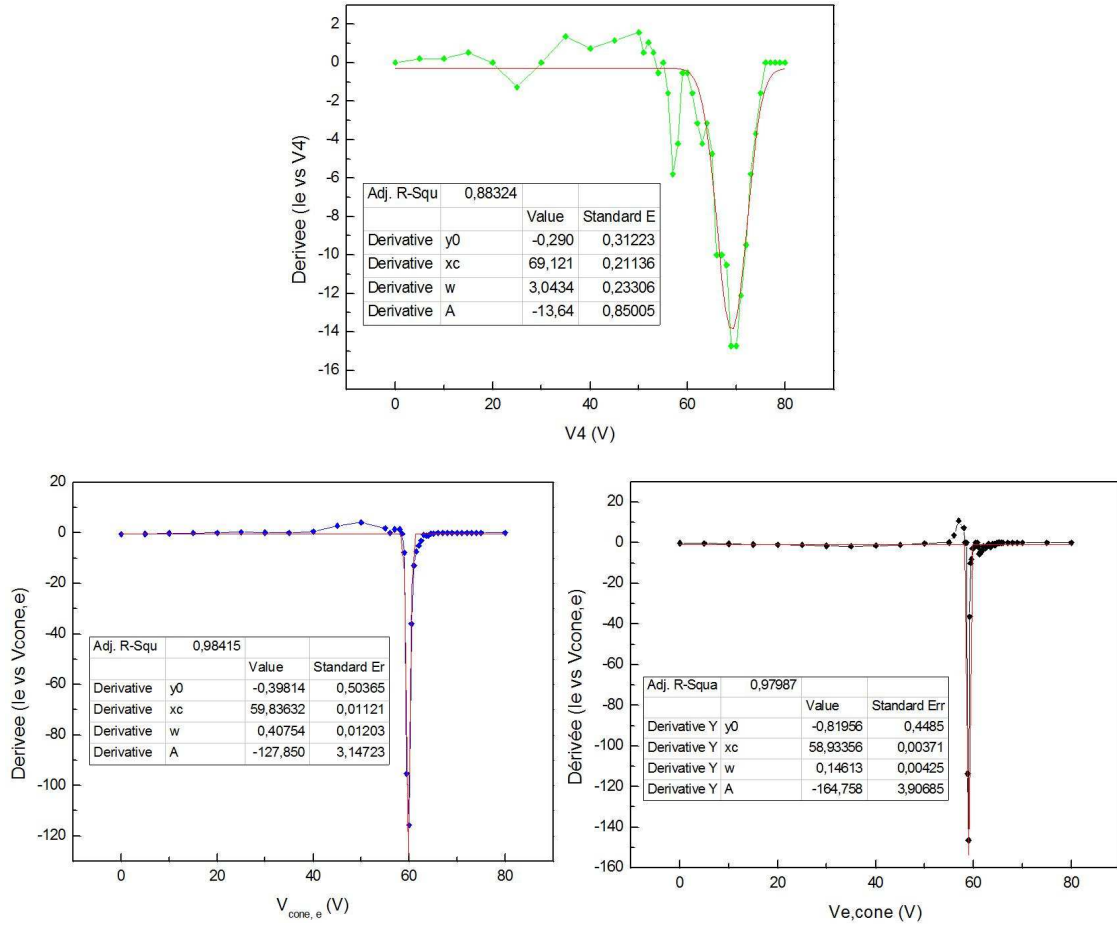 2
0
-2
-4
-6
-8
-10
-12
-14
-16
Derivee (Ie vs V4)
Adj. R-Squ 0,88324
Value Standard E
Derivative y0 -0,290 0,31223
Derivative xc 69,121 0,21136
Derivative w 3,0434 0,23306
Derivative A -13,64 0,85005
0 20 40 60 80
V4 (V)
20
0
-20
-40
-60
-80
-100
-120
Derivee (Ie vs Vcone,e)
Adj. R-Squ 0,98415
Value Standard Er
Derivative y0 -0,39814 0,50365
Derivative xc 59,83632 0,01121
Derivative w 0,40754 0,01203
Derivative A -127,850 3,14723
0 20 40 60 80
Vcone, e (V)
30
20
0
-20
-40
-60
-80
-100
-120
-140
-160
Dérivée (Ie vs Vcone,e)
Adj. R-Squa 0,97987
Value Standard Err
Derivative Y y0 -0,81956 0,4485
Derivative Y xc 58,93356 0,00371
Derivative Y w 0,14613 0,00425
Derivative Y A -164,758 3,90685
0 20 40 60 80
Ve,cone (V)